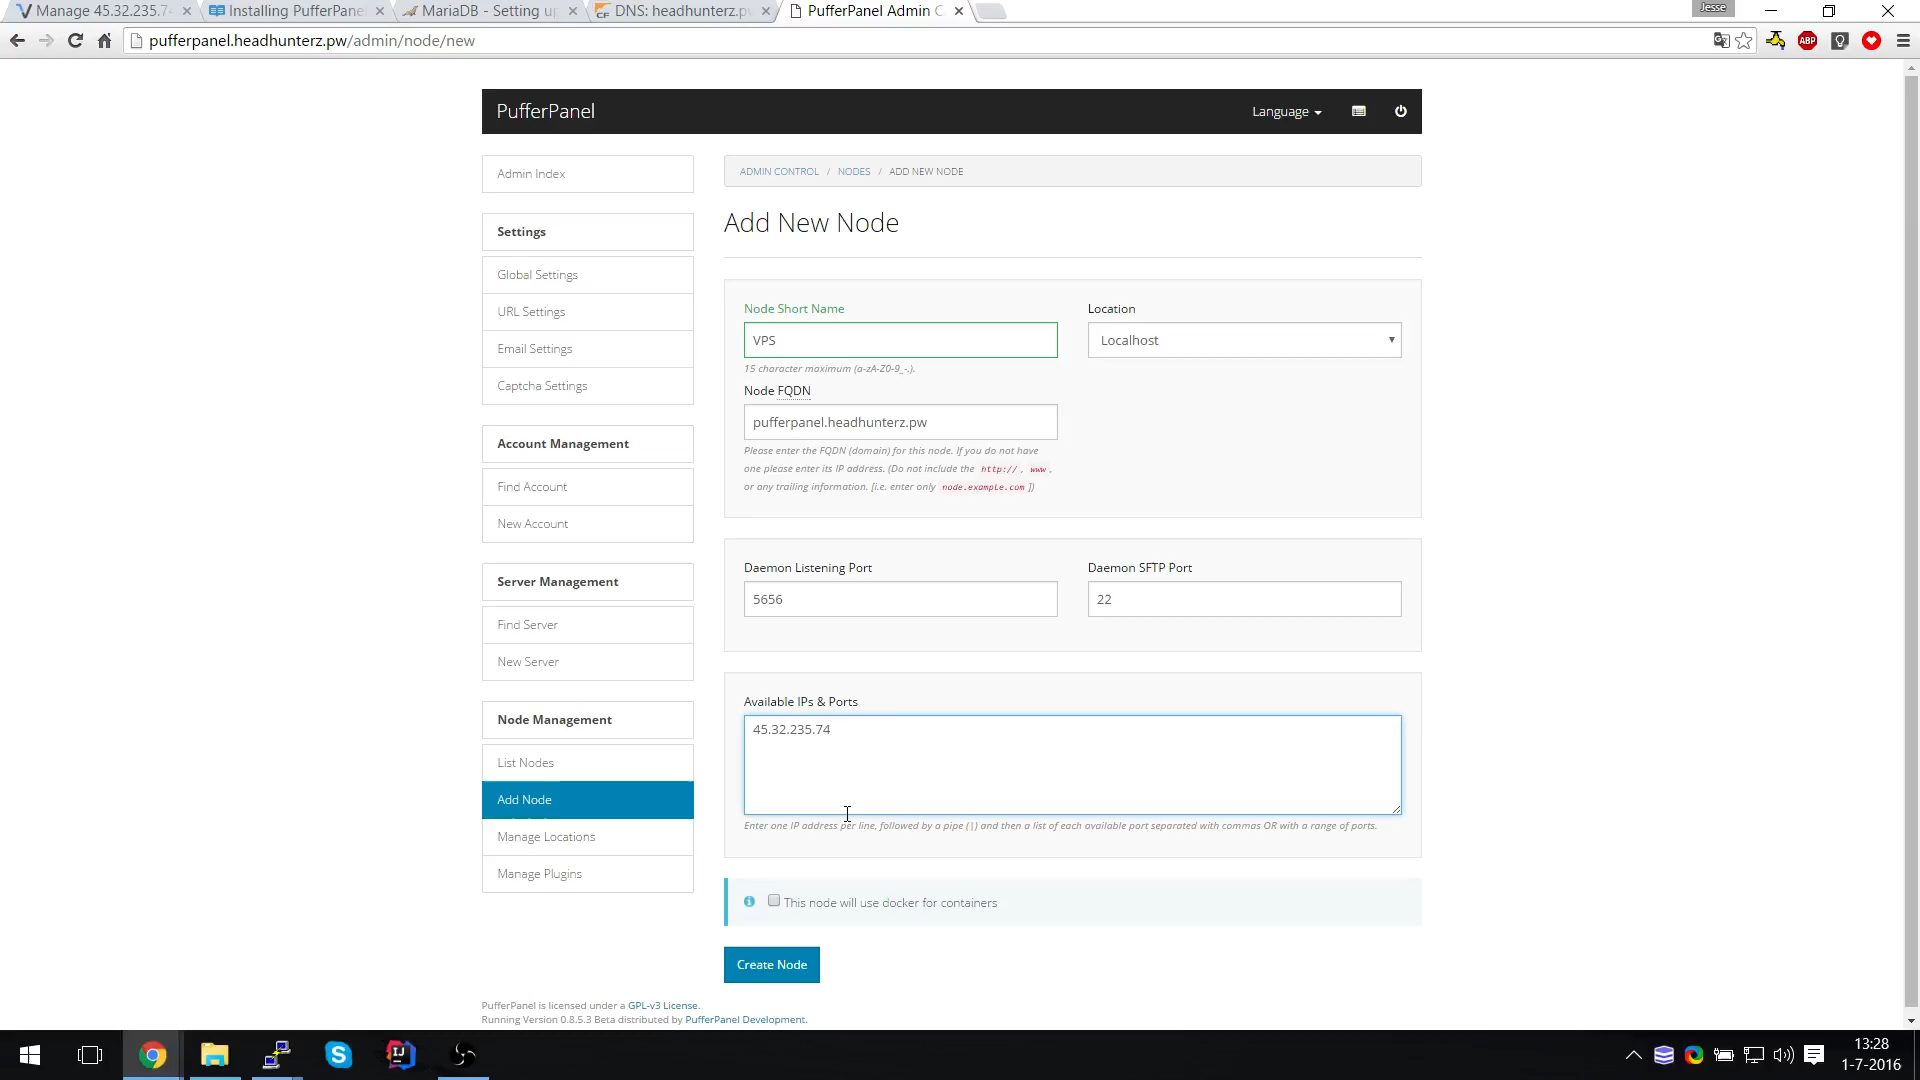 Manage 45.32.235.74
Installing PufferPane
MariaDB - Setting up
DNS: headhunterz.pw
PufferPanel Admin C
Jesse
pufferpanel.headhunterz.pw/admin/node/new
ABP
PufferPanel
Language
Admin Index
Settings
Global Settings
URL Settings
Email Settings
Captcha Settings
Account Management
Find Account
New Account
Server Management
Find Server
New Server
Node Management
List Nodes
Add Node
Manage Locations
Manage Plugins
ADMIN CONTROL / NODES / ADD NEW NODE
Add New Node
Node Short Name
VPS
15 character maximum (a-zA-Z0-9_-.).
Location
Localhost
Node FQDN
pufferpanel.headhunterz.pw
Please enter the FQDN (domain) for this node. If you do not have
one please enter its IP address. (Do not include the http://, www,
or any trailing information. [i.e. enter only node.example.com])
Daemon Listening Port
5656
Daemon SFTP Port
22
Available IPs & Ports
45.32.235.74
Enter one IP address per line, followed by a pipe (|) and then a list of each available port separated with commas OR with a range of ports.
This node will use docker for containers
Create Node
PufferPanel is licensed under a GPL-v3 License.
Running Version 0.8.5.3 Beta distributed by PufferPanel Development.
13:28
1-7-2016